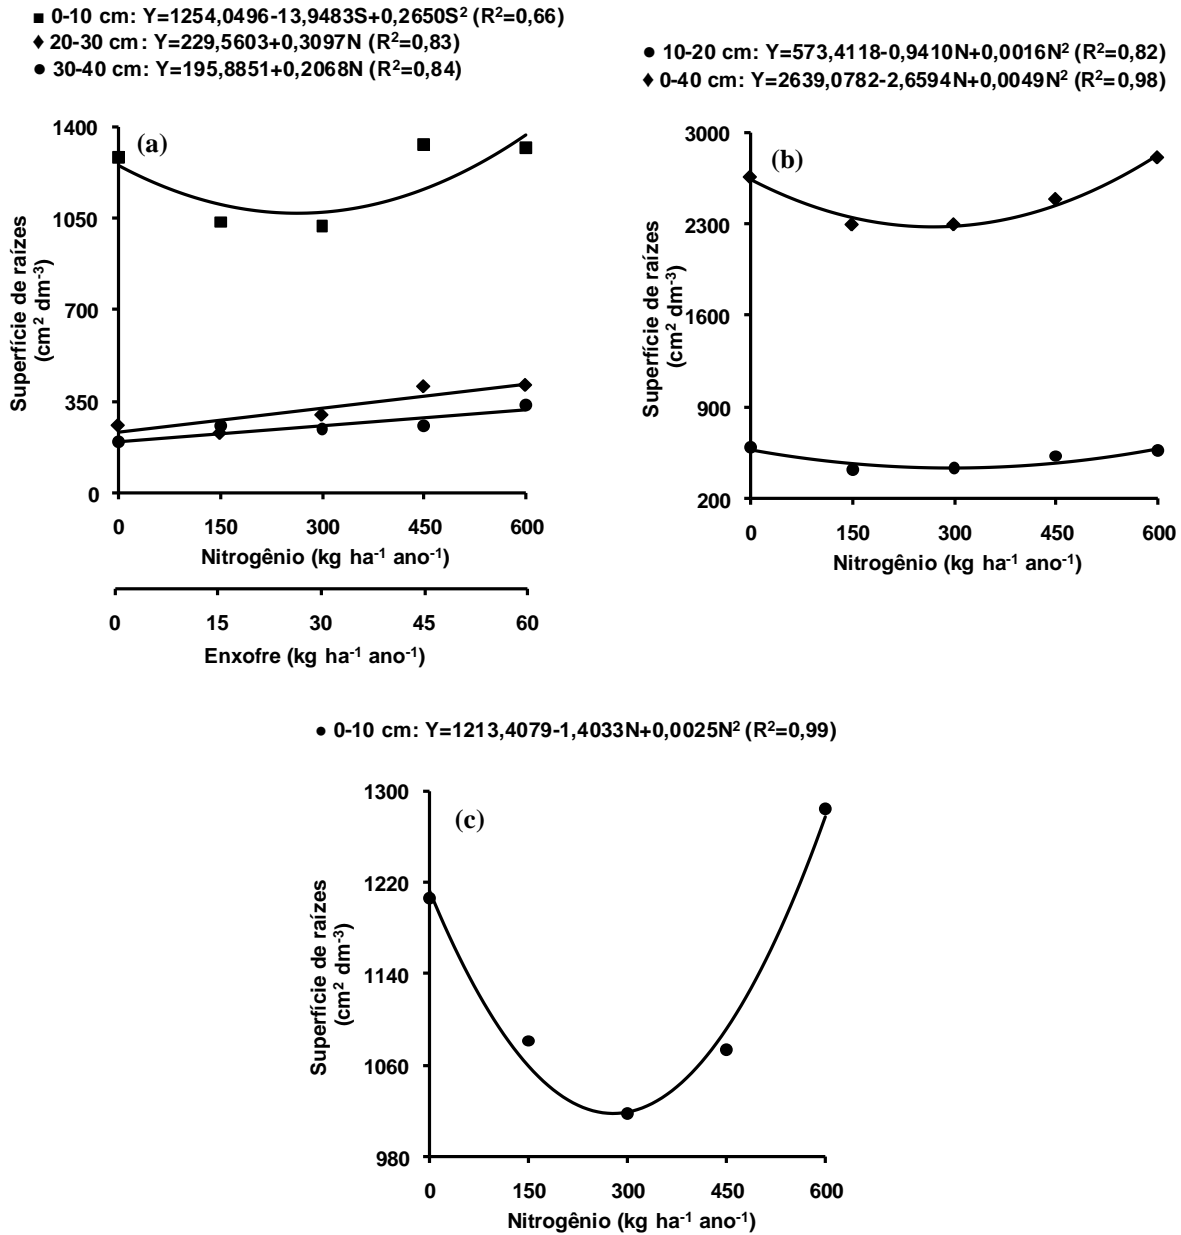 ■ 0-10 cm: Y=1254,0496-13,9483S+0,2650S² (R²=0,66)
♦ 20-30 cm: Y=229,5603+0,3097N (R²=0,83)
● 30-40 cm: Y=195,8851+0,2068N (R²=0,84)
● 10-20 cm: Y=573,4118-0,9410N+0,0016N² (R²=0,82)
♦ 0-40 cm: Y=2639,0782-2,6594N+0,0049N² (R²=0,98)
(a)
Superfície de raízes
(cm² dm⁻³)
1400
1050
700
350
0
0 150 300 450 600
Nitrogênio (kg ha⁻¹ ano⁻¹)
0 15 30 45 60
Enxofre (kg ha⁻¹ ano⁻¹)
(b)
Superfície de raízes
(cm² dm⁻³)
3000
2300
1600
900
200
0 150 300 450 600
Nitrogênio (kg ha⁻¹ ano⁻¹)
● 0-10 cm: Y=1213,4079-1,4033N+0,0025N² (R²=0,99)
(c)
Superfície de raízes
(cm² dm⁻³)
1300
1220
1140
1060
980
0 150 300 450 600
Nitrogênio (kg ha⁻¹ ano⁻¹)